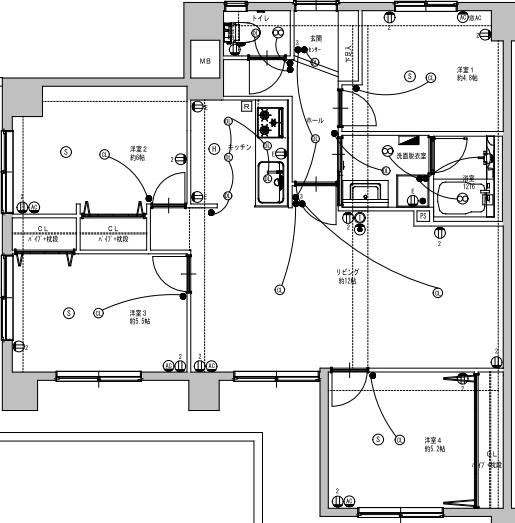 トイレ
玄関
センサー
下足入
MB
洋室1
約4.8帖
洋室2
約6帖
キッチン
ホール
洗面脱衣室
浴室
1216
R
PS
CL
パイプ+枕段
CL
パイプ+枕段
リビング
約12帖
洋室3
約5.5帖
洋室4
約5.2帖
CL
パイプ+枕段